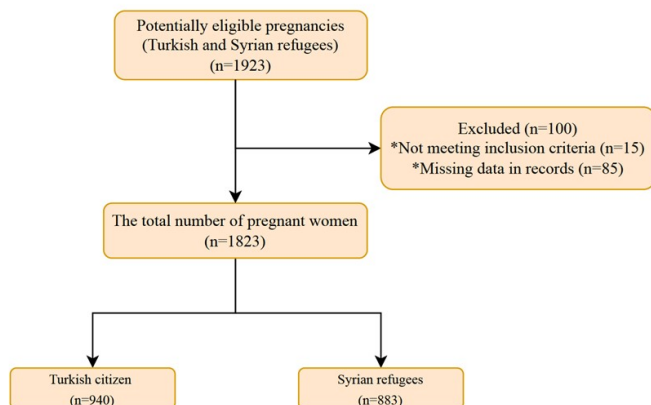 Potentially eligible pregnancies
(Turkish and Syrian refugees)
(n=1923)
Excluded (n=100)
*Not meeting inclusion criteria (n=15)
*Missing data in records (n=85)
The total number of pregnant women
(n=1823)
Turkish citizen
(n=940)
Syrian refugees
(n=883)